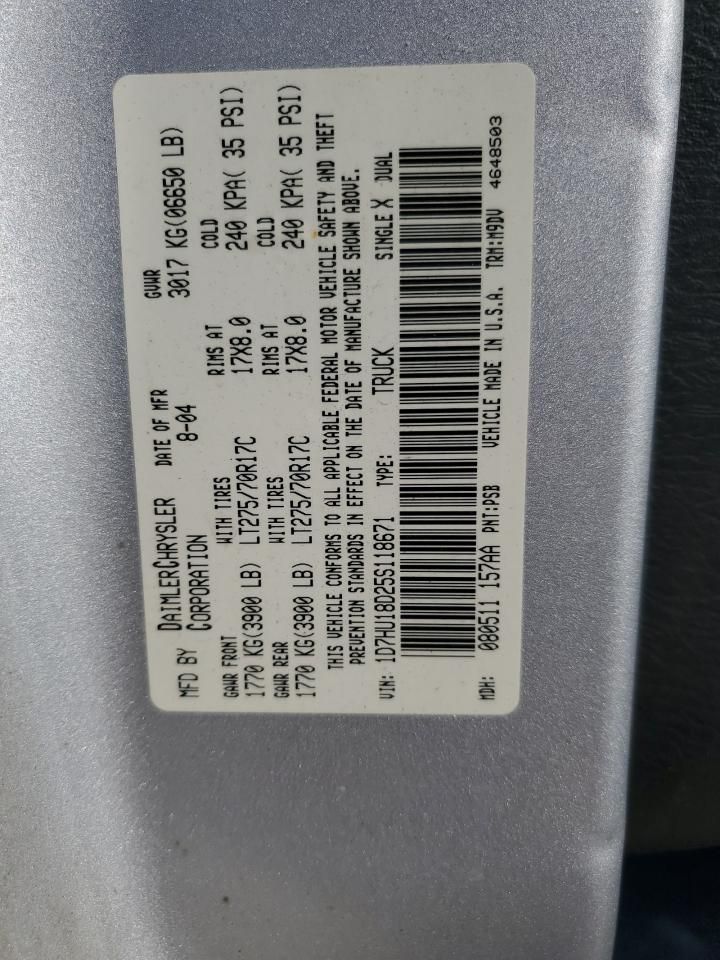 MFD BY DAIMLERCHRYSLER CORPORATION DATE OF MFR 8-04 GVWR 3017 KG(06650 LB)
GAWR FRONT WITH TIRES RIMS AT COLD
1770 KG(3900 LB) LT275/70R17C 17X8.0 240 KPA( 35 PSI)
GAWR REAR WITH TIRES RIMS AT COLD
1770 KG(3900 LB) LT275/70R17C 17X8.0 240 KPA( 35 PSI)
THIS VEHICLE CONFORMS TO ALL APPLICABLE FEDERAL MOTOR VEHICLE SAFETY AND THEFT
PREVENTION STANDARDS IN EFFECT ON THE DATE OF MANUFACTURE SHOWN ABOVE.
VIN: 1D7HU18D25S118671 TYPE: TRUCK SINGLE X DUAL
MDH: 080511 157AA PNT:PSB VEHICLE MADE IN U.S.A. TRM:M9DV 4648503